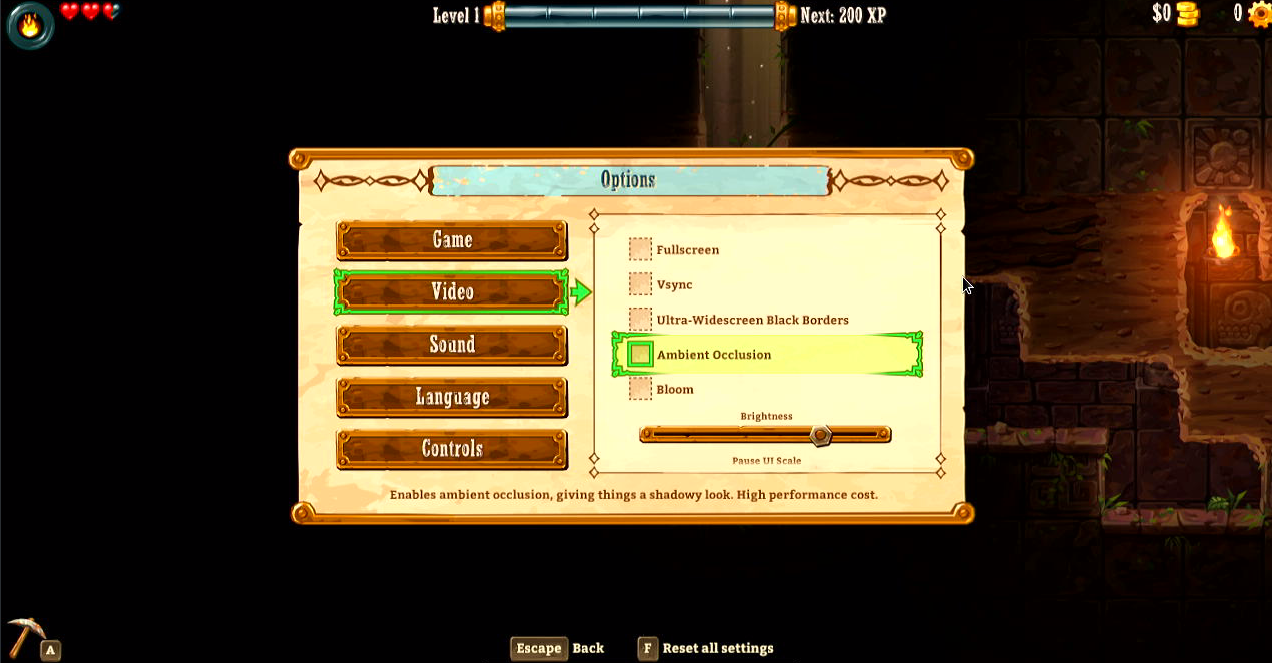 Level 1
Next: 200 XP
$0
0
Options
Game
Video
Sound
Language
Controls
Fullscreen
Vsync
Ultra-Widescreen Black Borders
Ambient Occlusion
Bloom
Brightness
Pause UI Scale
Enables ambient occlusion, giving things a shadowy look. High performance cost.
A
Escape Back
F Reset all settings